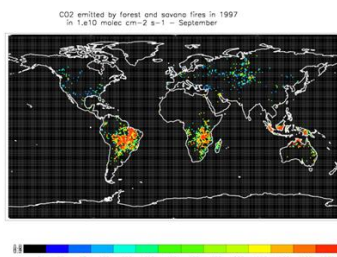 CO2 emitted by forest and savana fires in 1997
in 1.e10 molec cm-2 s-1 - September